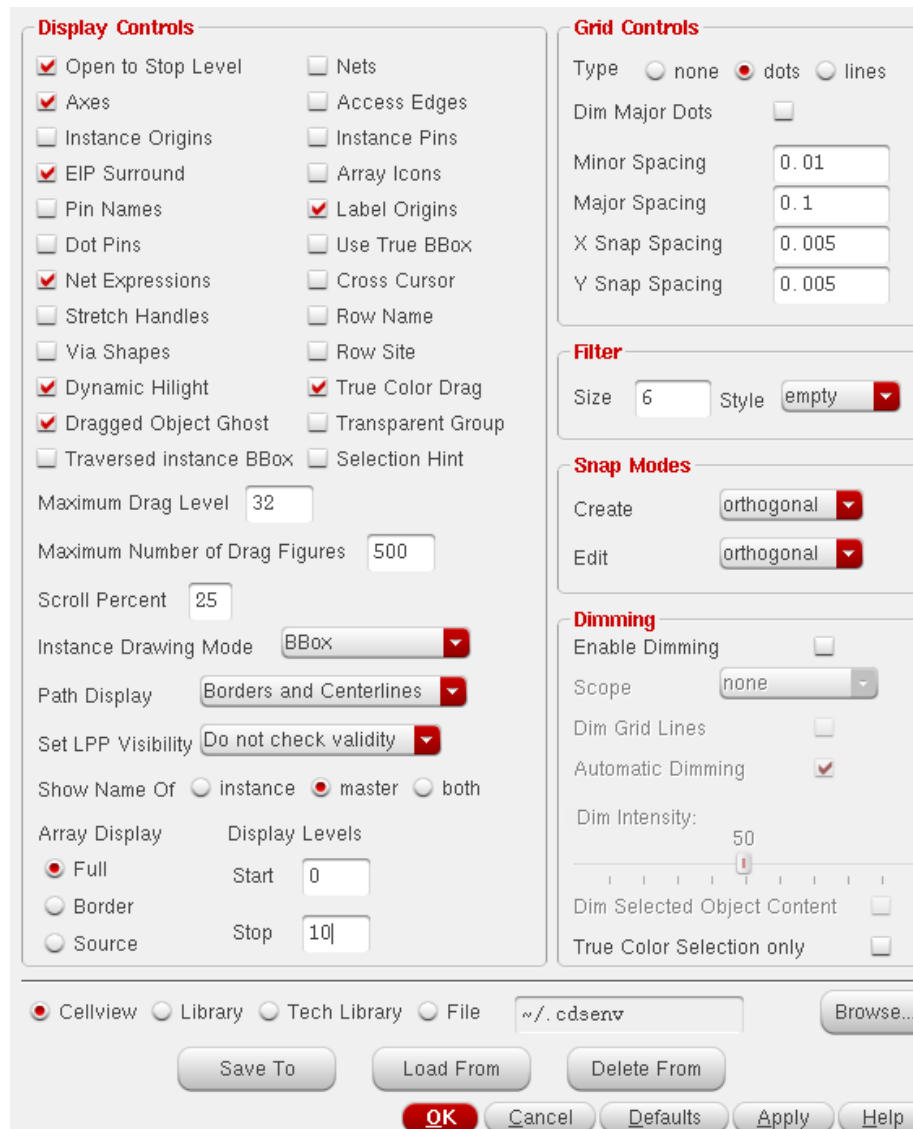 Display Controls
Open to Stop Level
Nets
Axes
Access Edges
Instance Origins
Instance Pins
EIP Surround
Array Icons
Pin Names
Label Origins
Dot Pins
Use True BBox
Net Expressions
Cross Cursor
Stretch Handles
Row Name
Via Shapes
Row Site
Dynamic Hilight
True Color Drag
Dragged Object Ghost
Transparent Group
Traversed instance BBox
Selection Hint
Maximum Drag Level 32
Maximum Number of Drag Figures 500
Scroll Percent 25
Instance Drawing Mode BBox
Path Display Borders and Centerlines
Set LPP Visibility Do not check validity
Show Name Of instance master both
Array Display
Full
Border
Source
Display Levels
Start 0
Stop 10
Grid Controls
Type none dots lines
Dim Major Dots
Minor Spacing 0.01
Major Spacing 0.1
X Snap Spacing 0.005
Y Snap Spacing 0.005
Filter
Size 6 Style empty
Snap Modes
Create orthogonal
Edit orthogonal
Dimming
Enable Dimming
Scope none
Dim Grid Lines
Automatic Dimming
Dim Intensity:
50
Dim Selected Object Content
True Color Selection only
Cellview Library Tech Library File ~/.cdsenv Browse...
Save To Load From Delete From
OK Cancel Defaults Apply Help